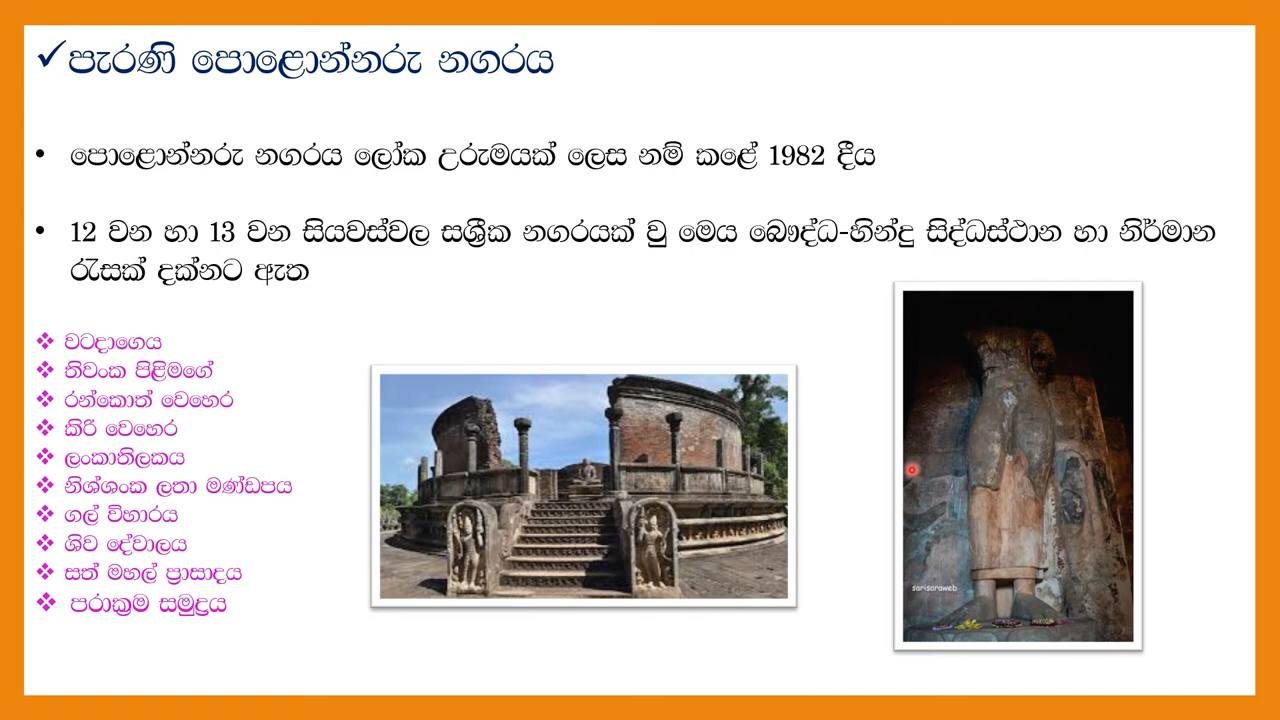 පැරණි පොළොන්නරු නගරය
පොළොන්නරු නගරය ලෝක උරුමයක් ලෙස නම් කළේ 1982 දීය
12 වන හා 13 වන සියවස්වල සශ්‍රීක නගරයක් වු මෙය බෞද්ධ-හින්දු සිද්ධස්ථාන හා නිර්මාන
රැසක් දක්නට ඇත
වටදාගෙය
තිවංක පිළිමගේ
රන්කොත් වෙහෙර
කිරි වෙහෙර
ලංකාතිලකය
නිශ්ශංක ලතා මණ්ඩපය
ගල් විහාරය
ශිව දේවාලය
සත් මහල් ප්‍රාසාදය
පරාක්‍රම සමුද්‍රය
sarisaraweb